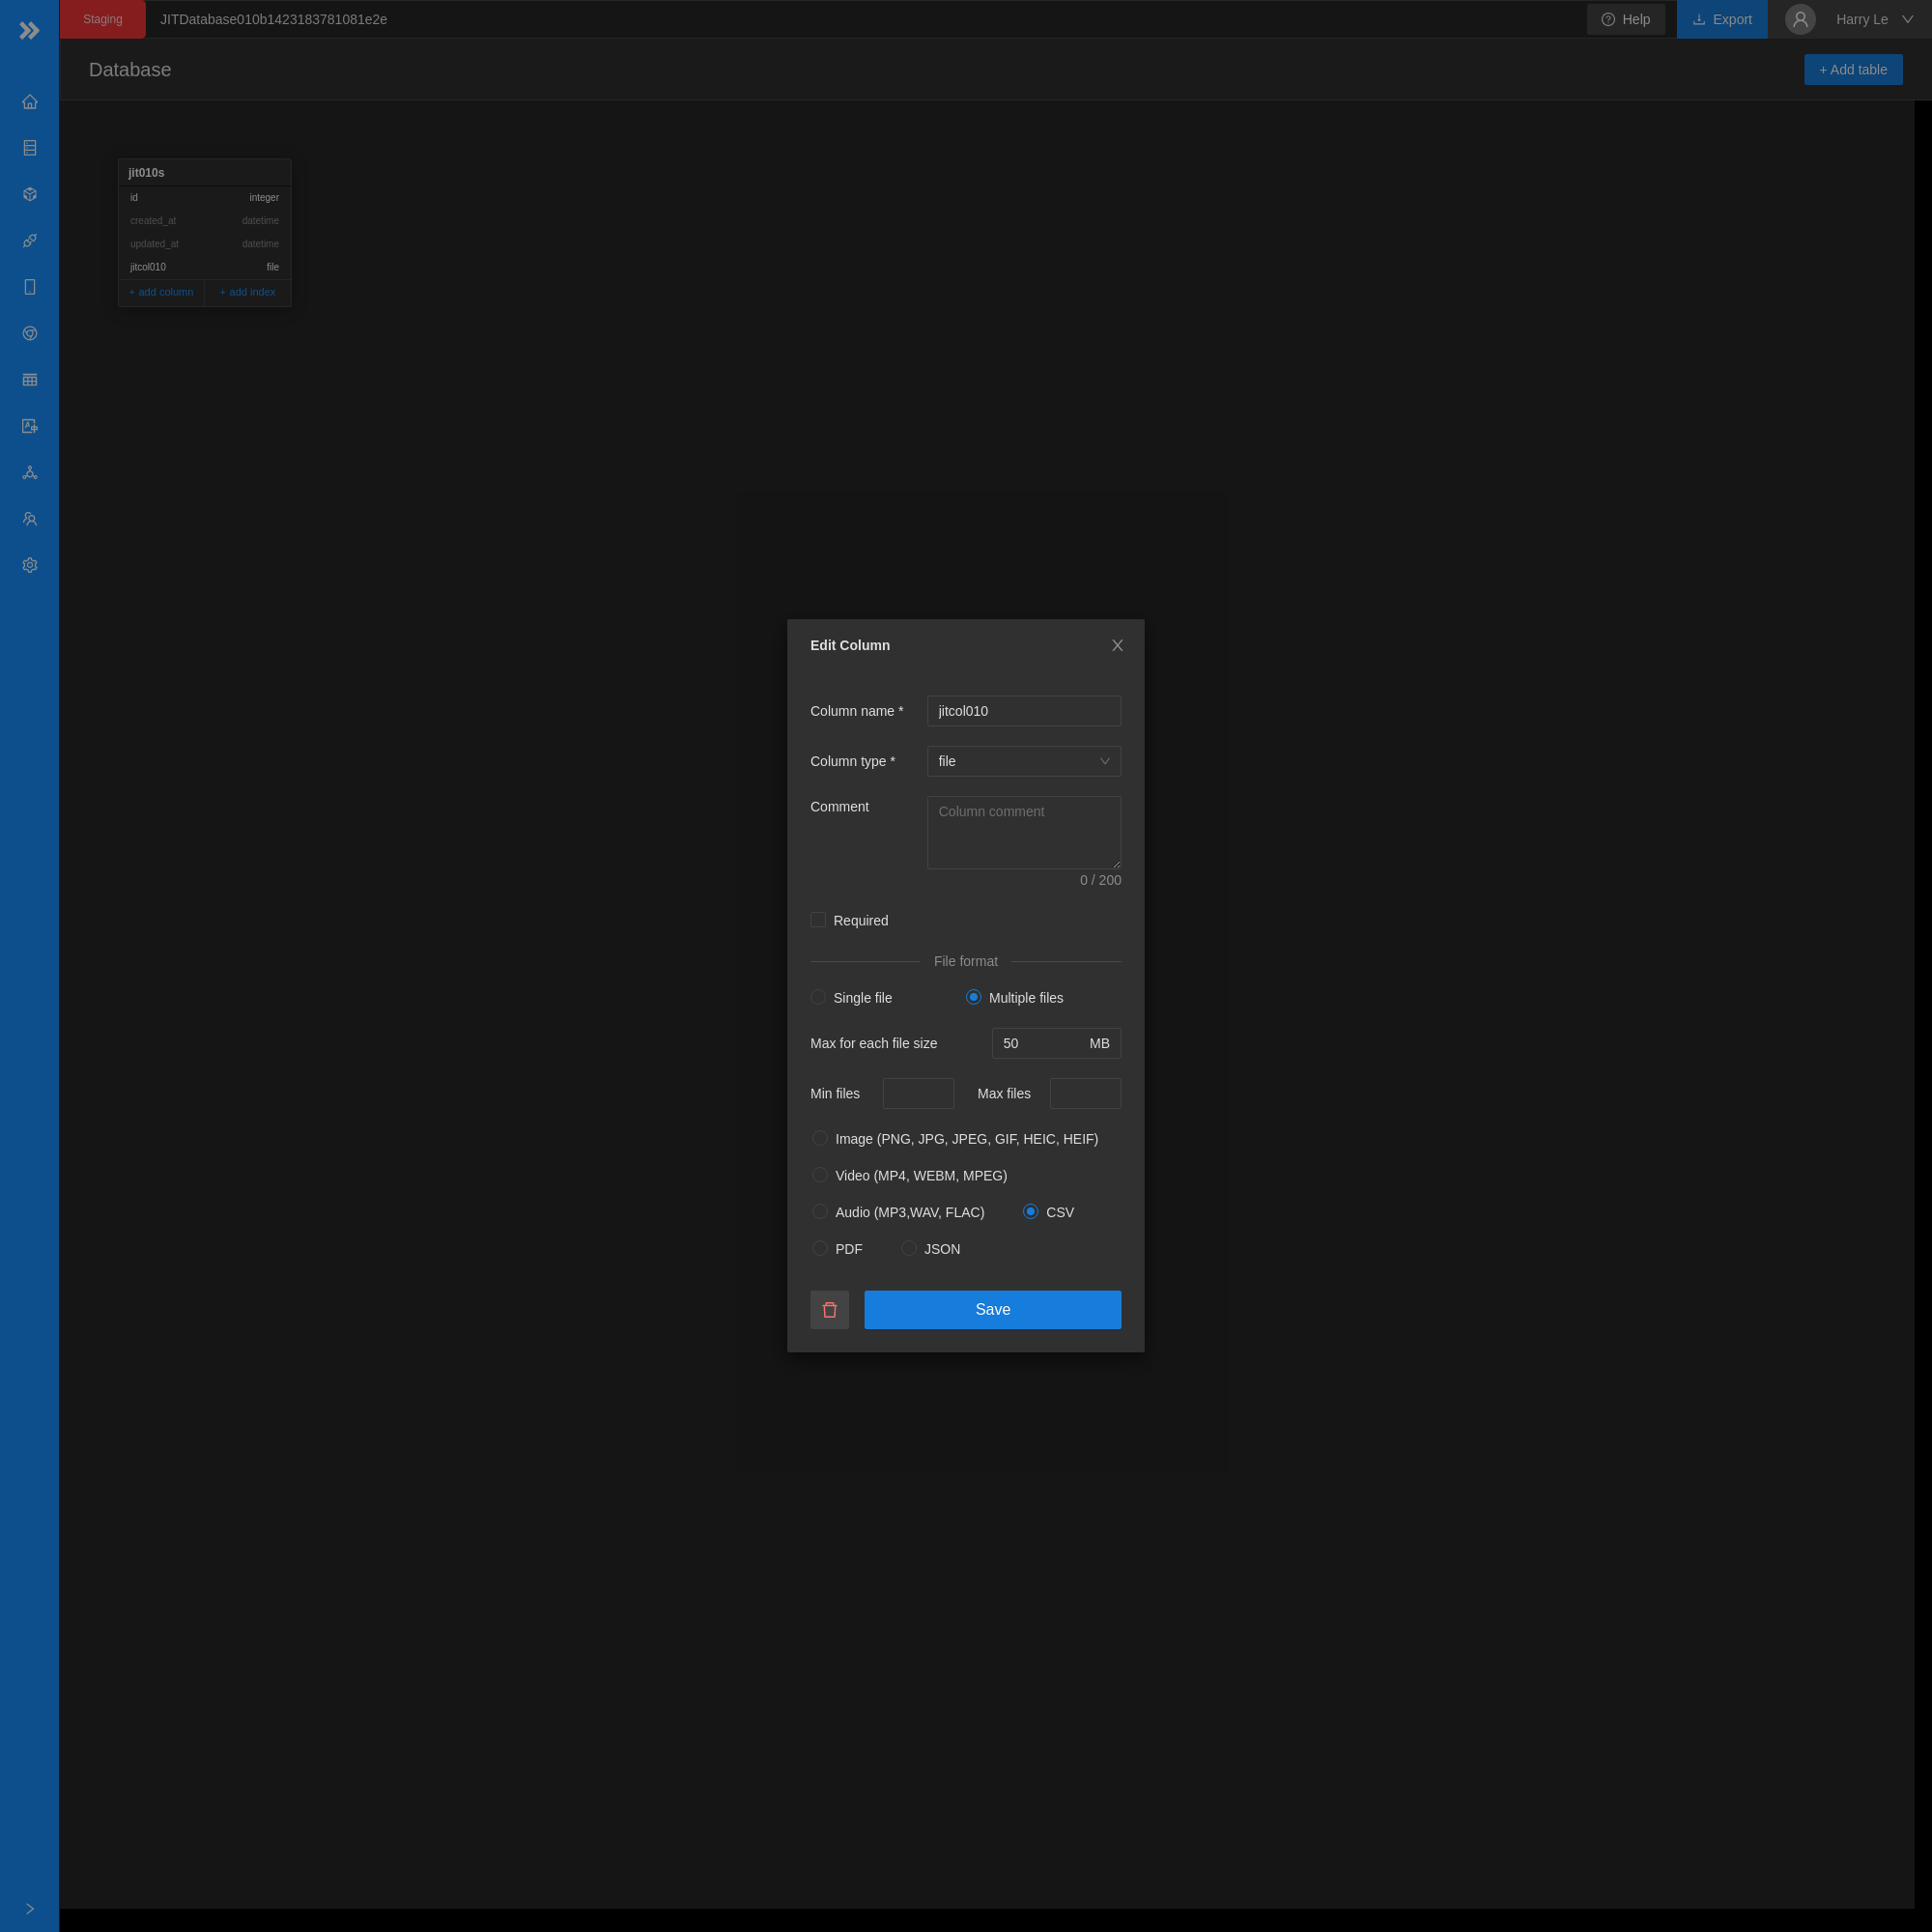 Staging
JITDatabase010b1423183781081e2e
Help
Export
Harry Le
Database
+ Add table
jit010s
id integer
created_at datetime
updated_at datetime
jitcol010 file
+ add column + add index
Edit Column
Column name * jitcol010
Column type * file
Comment Column comment
0 / 200
Required
File format
Single file Multiple files
Max for each file size 50 MB
Min files Max files
Image (PNG, JPG, JPEG, GIF, HEIC, HEIF)
Video (MP4, WEBM, MPEG)
Audio (MP3,WAV, FLAC) CSV
PDF JSON
Save